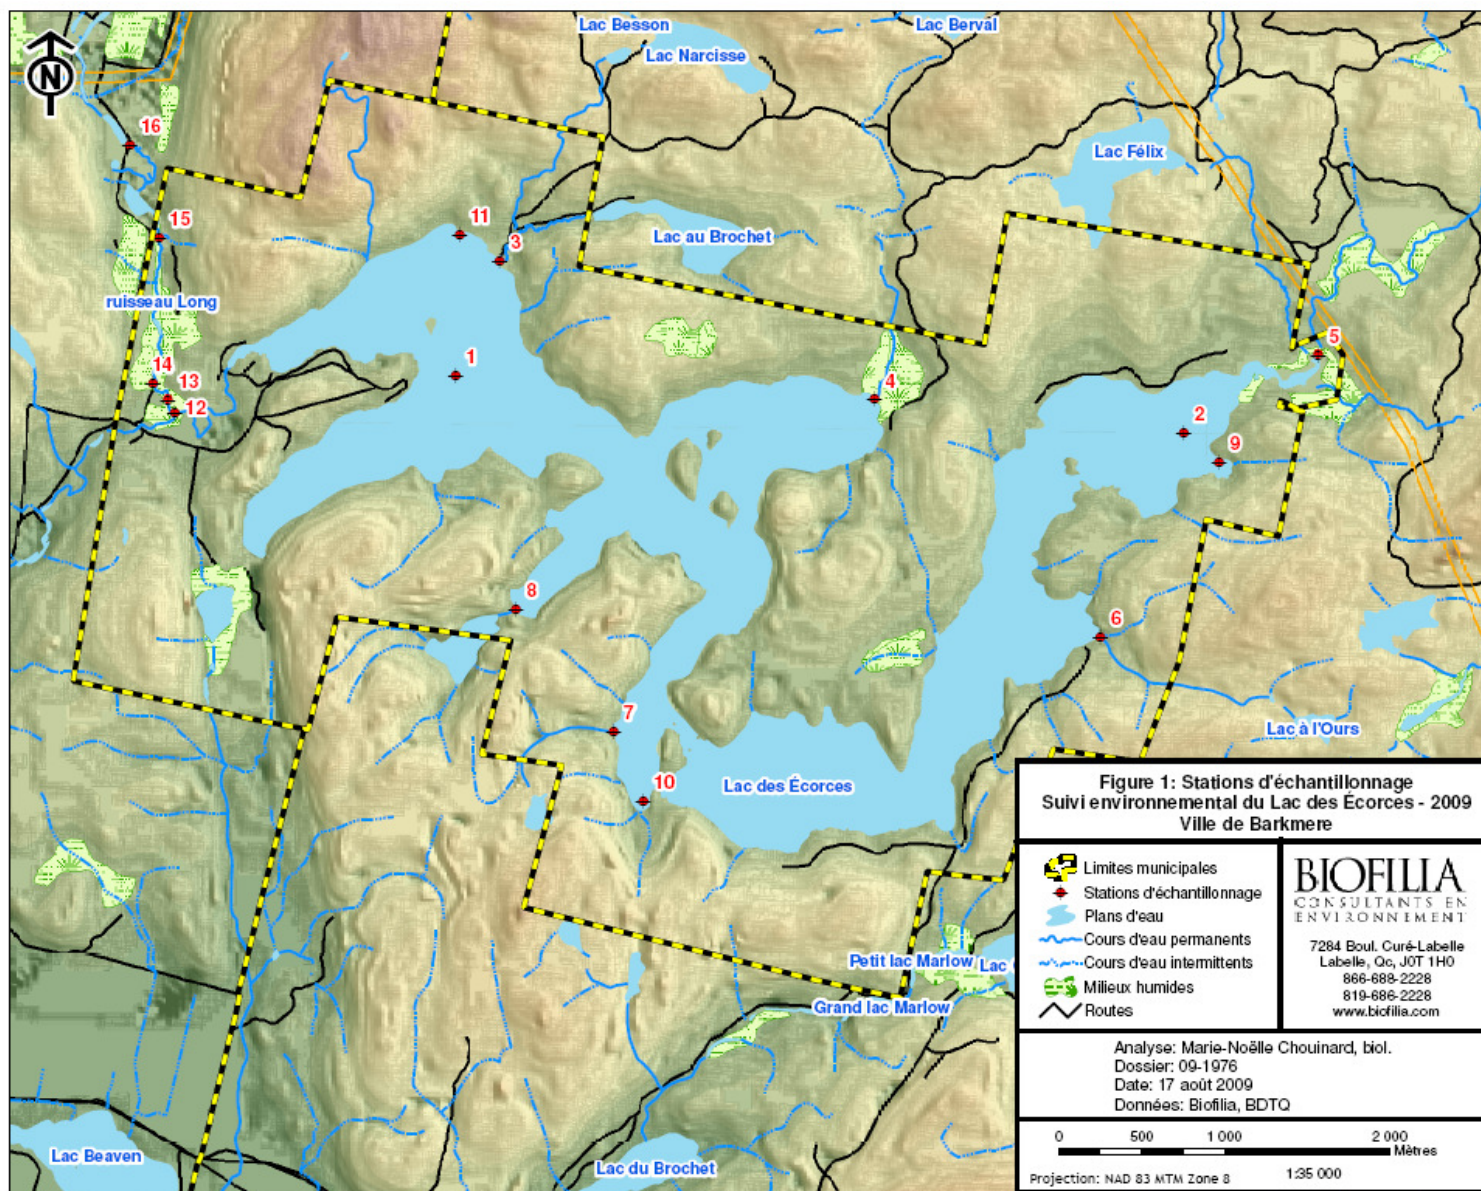 Lac Besson
Lac Berval
Lac Narcisse
N
16
Lac Félix
15
11
3
Lac au Brochet
ruisseau Long
5
14
1
13
4
12
2
9
8
6
7
Lac à l'Ours
10
Lac des Écorces
Petit lac Marlow
Lac
Grand lac Marlow
Lac Beaven
Lac du Brochet
Figure 1: Stations d'échantillonnage
Suivi environnemental du Lac des Écorces - 2009
Ville de Barkmere
Limites municipales
Stations d'échantillonnage
Plans d'eau
Cours d'eau permanents
Cours d'eau intermittents
Milieux humides
Routes
BIOFILIA
CONSULTANTS EN
ENVIRONNEMENT
7284 Boul. Curé-Labelle
Labelle, Qc, J0T 1H0
866-688-2228
819-686-2228
www.biofilia.com
Analyse: Marie-Noëlle Chouinard, biol.
Dossier: 09-1976
Date: 17 août 2009
Données: Biofilia, BDTQ
0 500 1 000 2 000
Mètres
Projection: NAD 83 MTM Zone 8
1:35 000